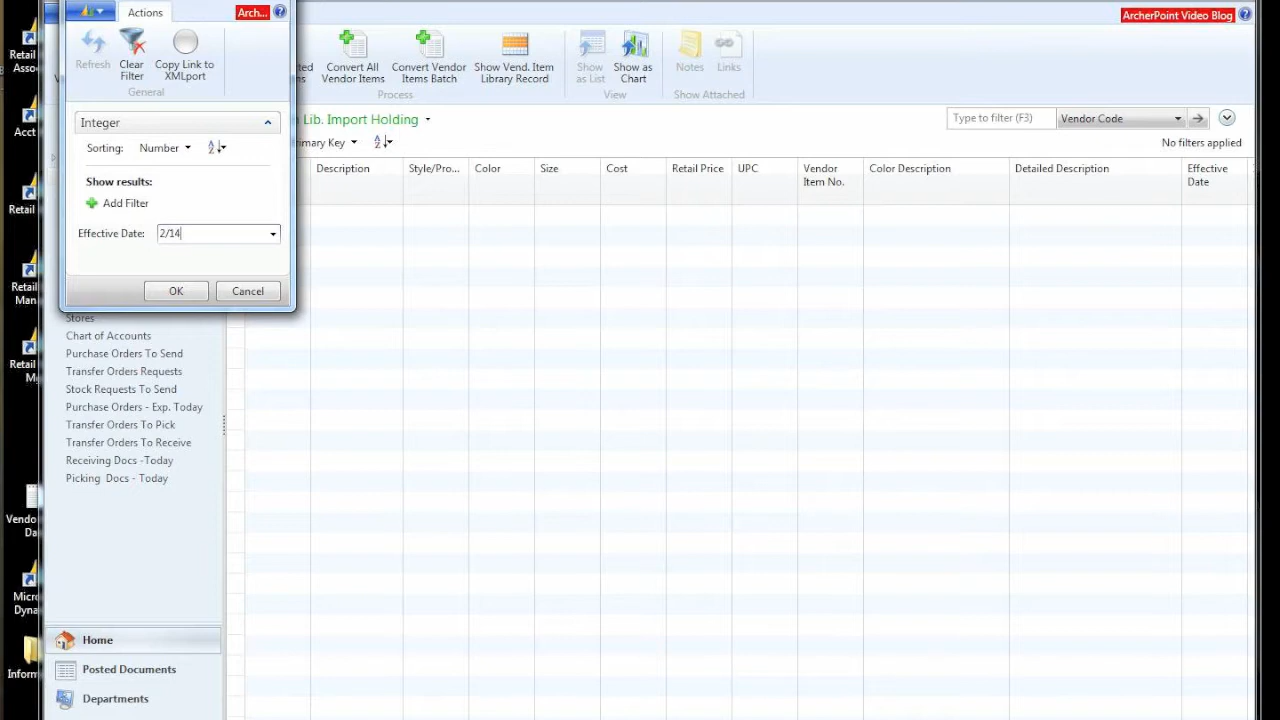 Actions
Arch...
ArcherPoint Video Blog
Retail
Asso
Refresh
Clear
Filter
Copy Link to
XMLport
General
Convert All
Vendor Items
Convert Vendor
Items Batch
Show Vend. Item
Library Record
Process
Show
as List
Show as
Chart
View
Notes
Links
Show Attached
Integer
Lib. Import Holding
Type to filter (F3)
Vendor Code
Acct
Sorting:
Number
mary Key
No filters applied
Show results:
Add Filter
Effective Date:
2/14
OK
Cancel
Description
Style/Pro...
Color
Size
Cost
Retail Price
UPC
Vendor
Item No.
Color Description
Detailed Description
Effective
Date
Retail
Retail
Man
Retail
M
Stores
Chart of Accounts
Purchase Orders To Send
Transfer Orders Requests
Stock Requests To Send
Purchase Orders - Exp. Today
Transfer Orders To Pick
Transfer Orders To Receive
Receiving Docs -Today
Picking Docs - Today
Vendo
Da
Micro
Dyna
Inform
Home
Posted Documents
Departments